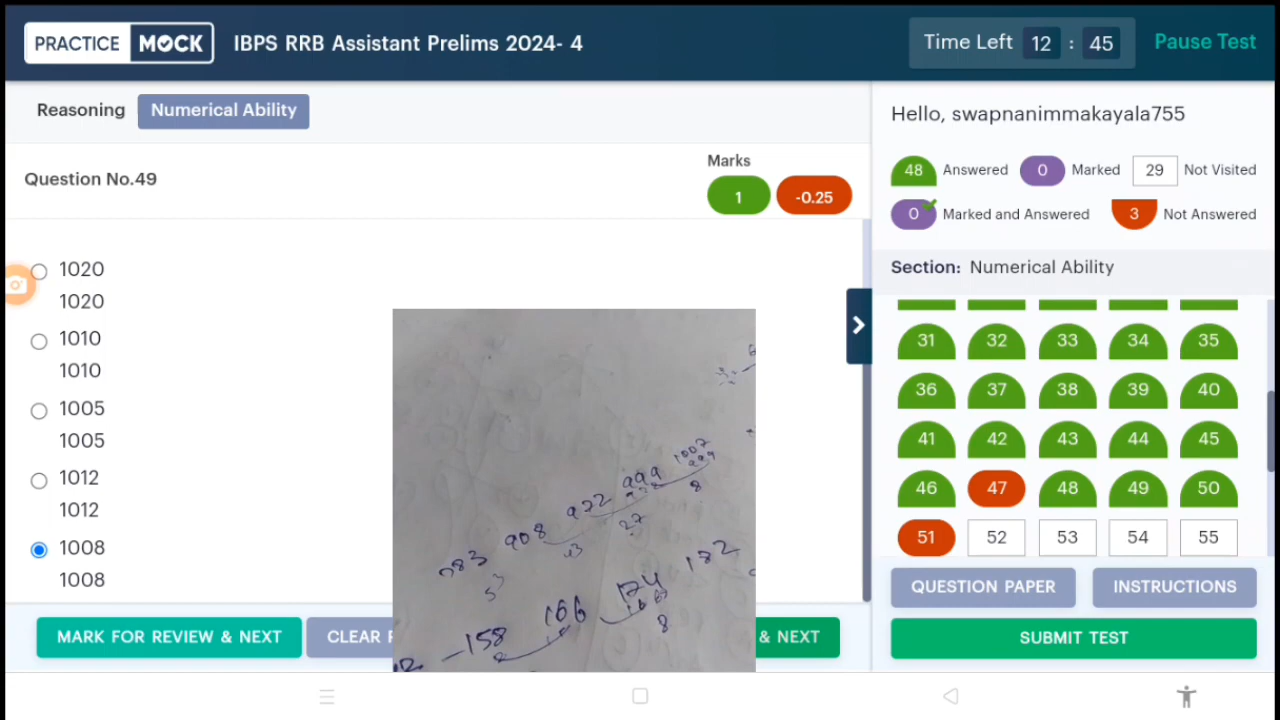 PRACTICE MOCK IBPS RRB Assistant Prelims 2024- 4 Time Left 12 : 45 Pause Test
Reasoning Numerical Ability
Question No.49
Marks
1 -0.25
1020
1020
1010
1010
1005
1005
1012
1012
1008
1008
908
999
27
8
158
166
174
182
8
MARK FOR REVIEW & NEXT CLEAR & NEXT
Hello, swapnanimmakayala755
48 Answered 0 Marked 29 Not Visited
0 Marked and Answered 3 Not Answered
Section: Numerical Ability
31 32 33 34 35
36 37 38 39 40
41 42 43 44 45
46 47 48 49 50
51 52 53 54 55
QUESTION PAPER INSTRUCTIONS
SUBMIT TEST